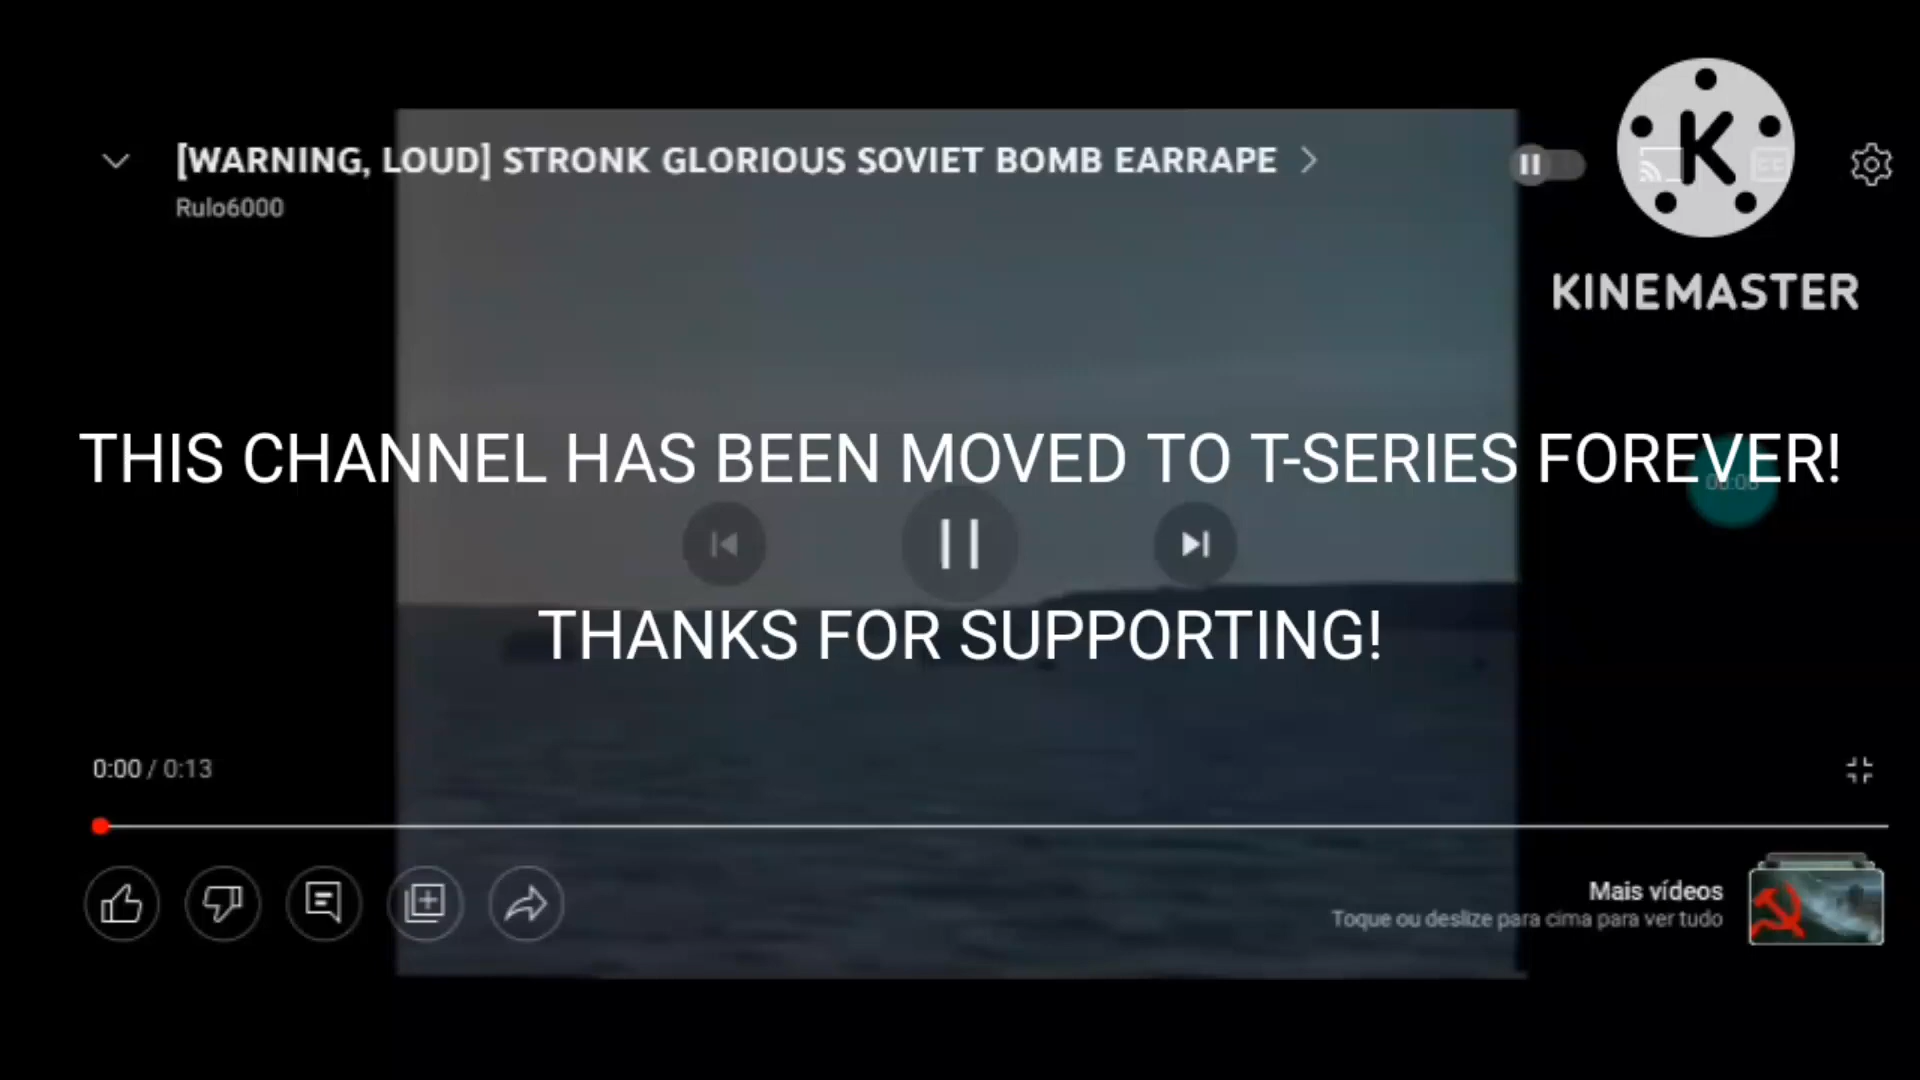 [WARNING, LOUD] STRONK GLORIOUS SOVIET BOMB EARRAPE
Rulo6000
K
KINEMASTER
THIS CHANNEL HAS BEEN MOVED TO T-SERIES FOREVER!
THANKS FOR SUPPORTING!
0:00 / 0:13
Mais vídeos
Toque ou deslize para cima para ver tudo